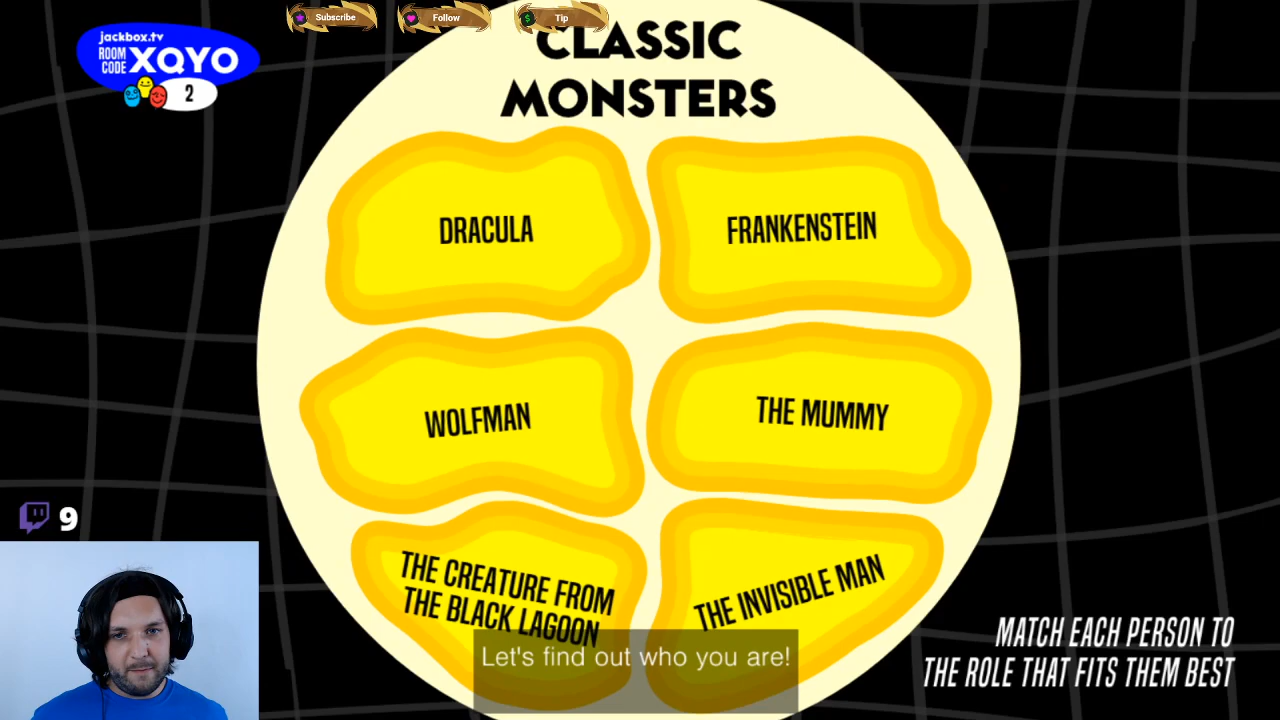 Subscribe
Follow
Tip
jackbox.tv
ROOM
CODE
XQYO
2
CLASSIC
MONSTERS
DRACULA
FRANKENSTEIN
WOLFMAN
THE MUMMY
THE CREATURE FROM
THE BLACK LAGOON
THE INVISIBLE MAN
9
Let's find out who you are!
MATCH EACH PERSON TO
THE ROLE THAT FITS THEM BEST